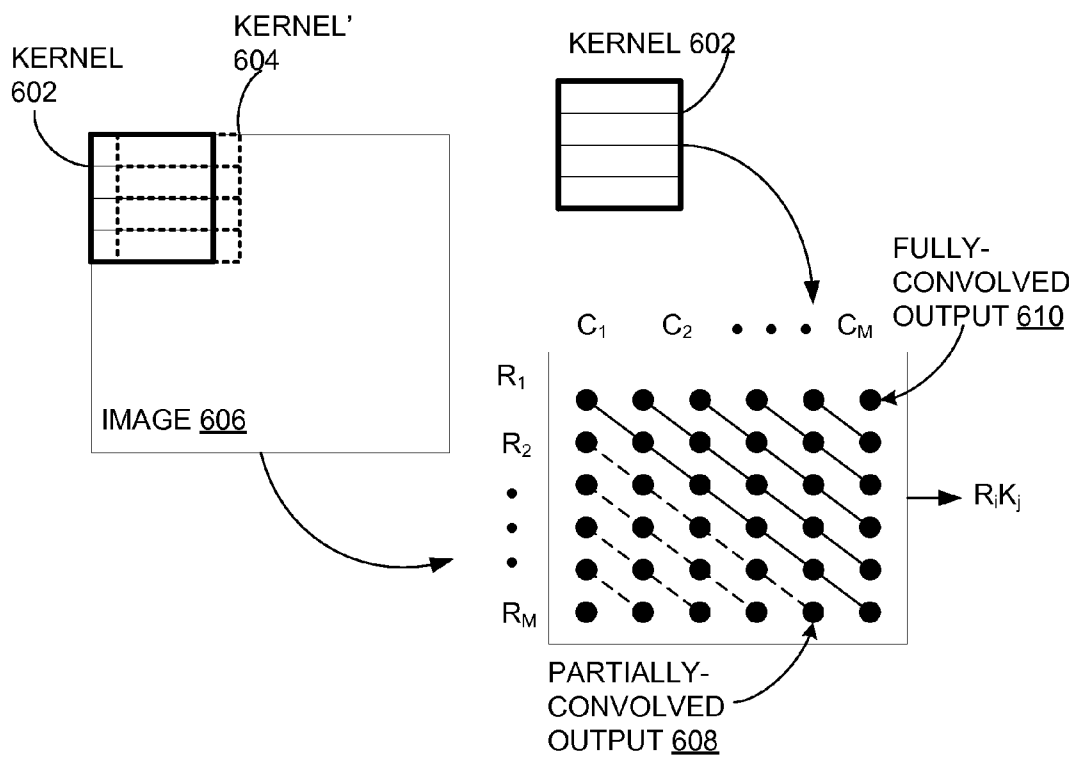 KERNEL
602
KERNEL’
604
KERNEL 602
IMAGE 606
FULLY-
CONVOLVED
OUTPUT 610
C1 C2 • • • CM
R1
R2
•
•
•
RM
RiKj
PARTIALLY-
CONVOLVED
OUTPUT 608